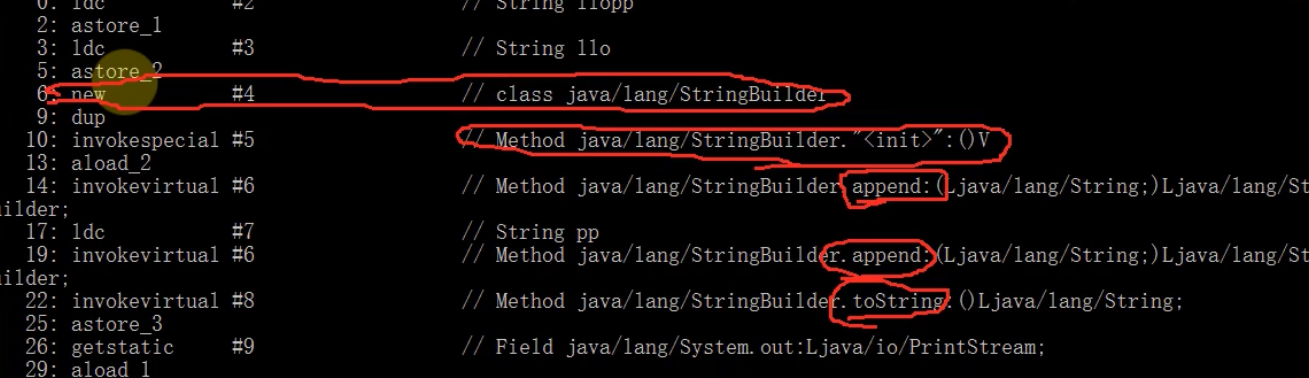 0: ldc #2 // String llopp
2: astore_1
3: ldc #3 // String llo
5: astore_2
6: new #4 // class java/lang/StringBuilder
9: dup
10: invokespecial #5 // Method java/lang/StringBuilder."<init>":()V
13: aload_2
14: invokevirtual #6 // Method java/lang/StringBuilder.append:(Ljava/lang/String;)Ljava/lang/St
uilder;
17: ldc #7 // String pp
19: invokevirtual #6 // Method java/lang/StringBuilder.append:(Ljava/lang/String;)Ljava/lang/St
uilder;
22: invokevirtual #8 // Method java/lang/StringBuilder.toString:()Ljava/lang/String;
25: astore_3
26: getstatic #9 // Field java/lang/System.out:Ljava/io/PrintStream;
29: aload_1